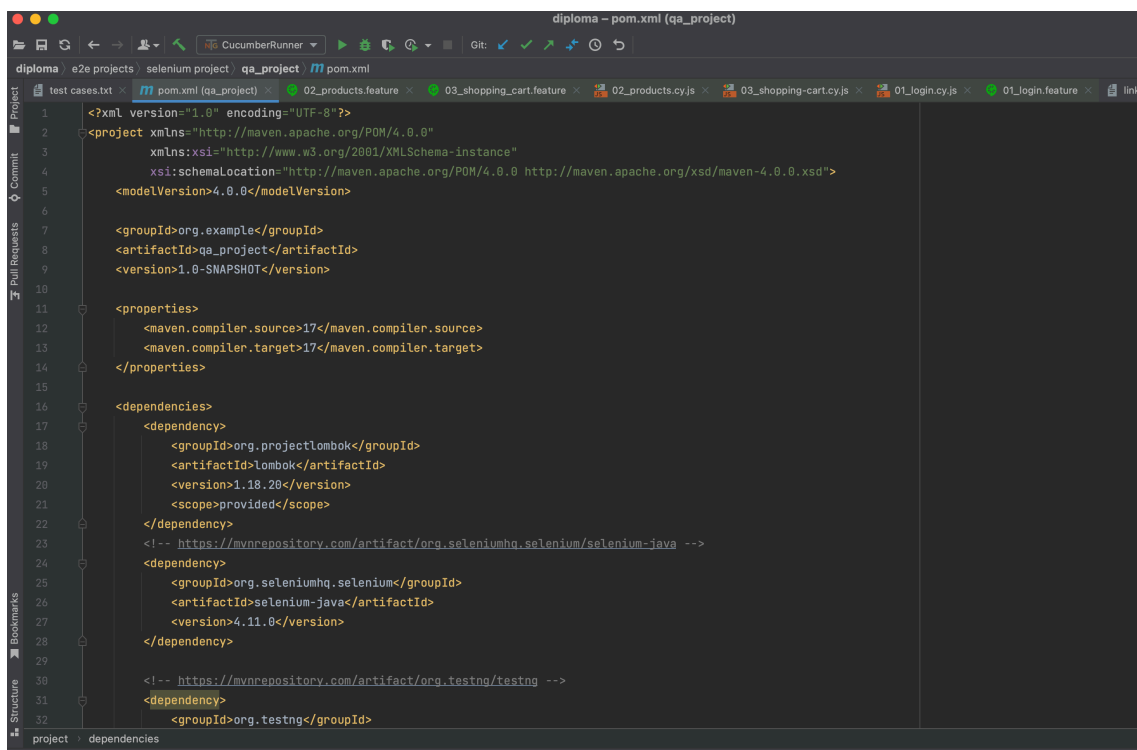 diploma – pom.xml (qa_project)
CucumberRunner
Git:
diploma e2e projects selenium project qa_project pom.xml
test cases.txt pom.xml (qa_project) 02_products.feature 03_shopping_cart.feature 02_products.cy.js 03_shopping-cart.cy.js 01_login.cy.js 01_login.feature lin
Project
Commit
Pull Requests
Bookmarks
Structure
1 <?xml version="1.0" encoding="UTF-8"?>
2 <project xmlns="http://maven.apache.org/POM/4.0.0"
3 xmlns:xsi="http://www.w3.org/2001/XMLSchema-instance"
4 xsi:schemaLocation="http://maven.apache.org/POM/4.0.0 http://maven.apache.org/xsd/maven-4.0.0.xsd">
5 <modelVersion>4.0.0</modelVersion>
6
7 <groupId>org.example</groupId>
8 <artifactId>qa_project</artifactId>
9 <version>1.0-SNAPSHOT</version>
10
11 <properties>
12 <maven.compiler.source>17</maven.compiler.source>
13 <maven.compiler.target>17</maven.compiler.target>
14 </properties>
15
16 <dependencies>
17 <dependency>
18 <groupId>org.projectlombok</groupId>
19 <artifactId>lombok</artifactId>
20 <version>1.18.20</version>
21 <scope>provided</scope>
22 </dependency>
23 <!-- https://mvnrepository.com/artifact/org.seleniumhq.selenium/selenium-java -->
24 <dependency>
25 <groupId>org.seleniumhq.selenium</groupId>
26 <artifactId>selenium-java</artifactId>
27 <version>4.11.0</version>
28 </dependency>
29
30 <!-- https://mvnrepository.com/artifact/org.testng/testng -->
31 <dependency>
32 <groupId>org.testng</groupId>
project dependencies